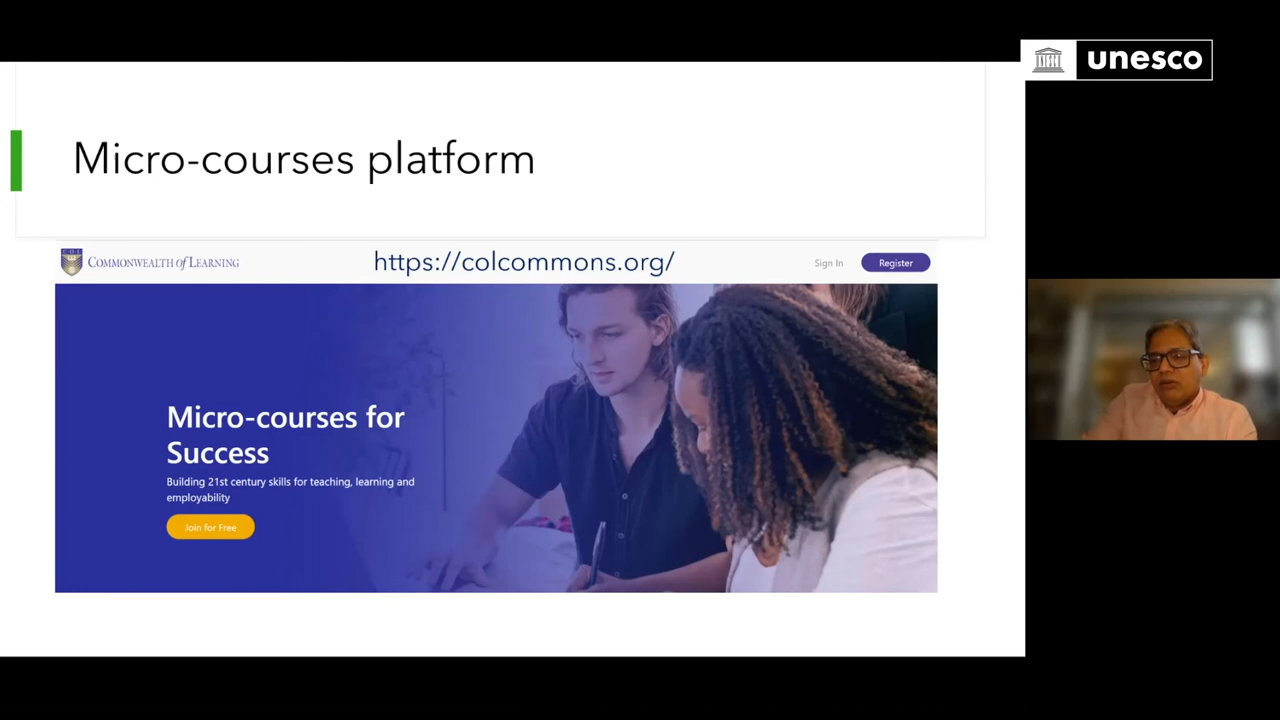 unesco
Micro-courses platform
COMMONWEALTH of LEARNING
https://colcommons.org/
Sign In
Register
Micro-courses for
Success
Building 21st century skills for teaching, learning and
employability
Join for Free